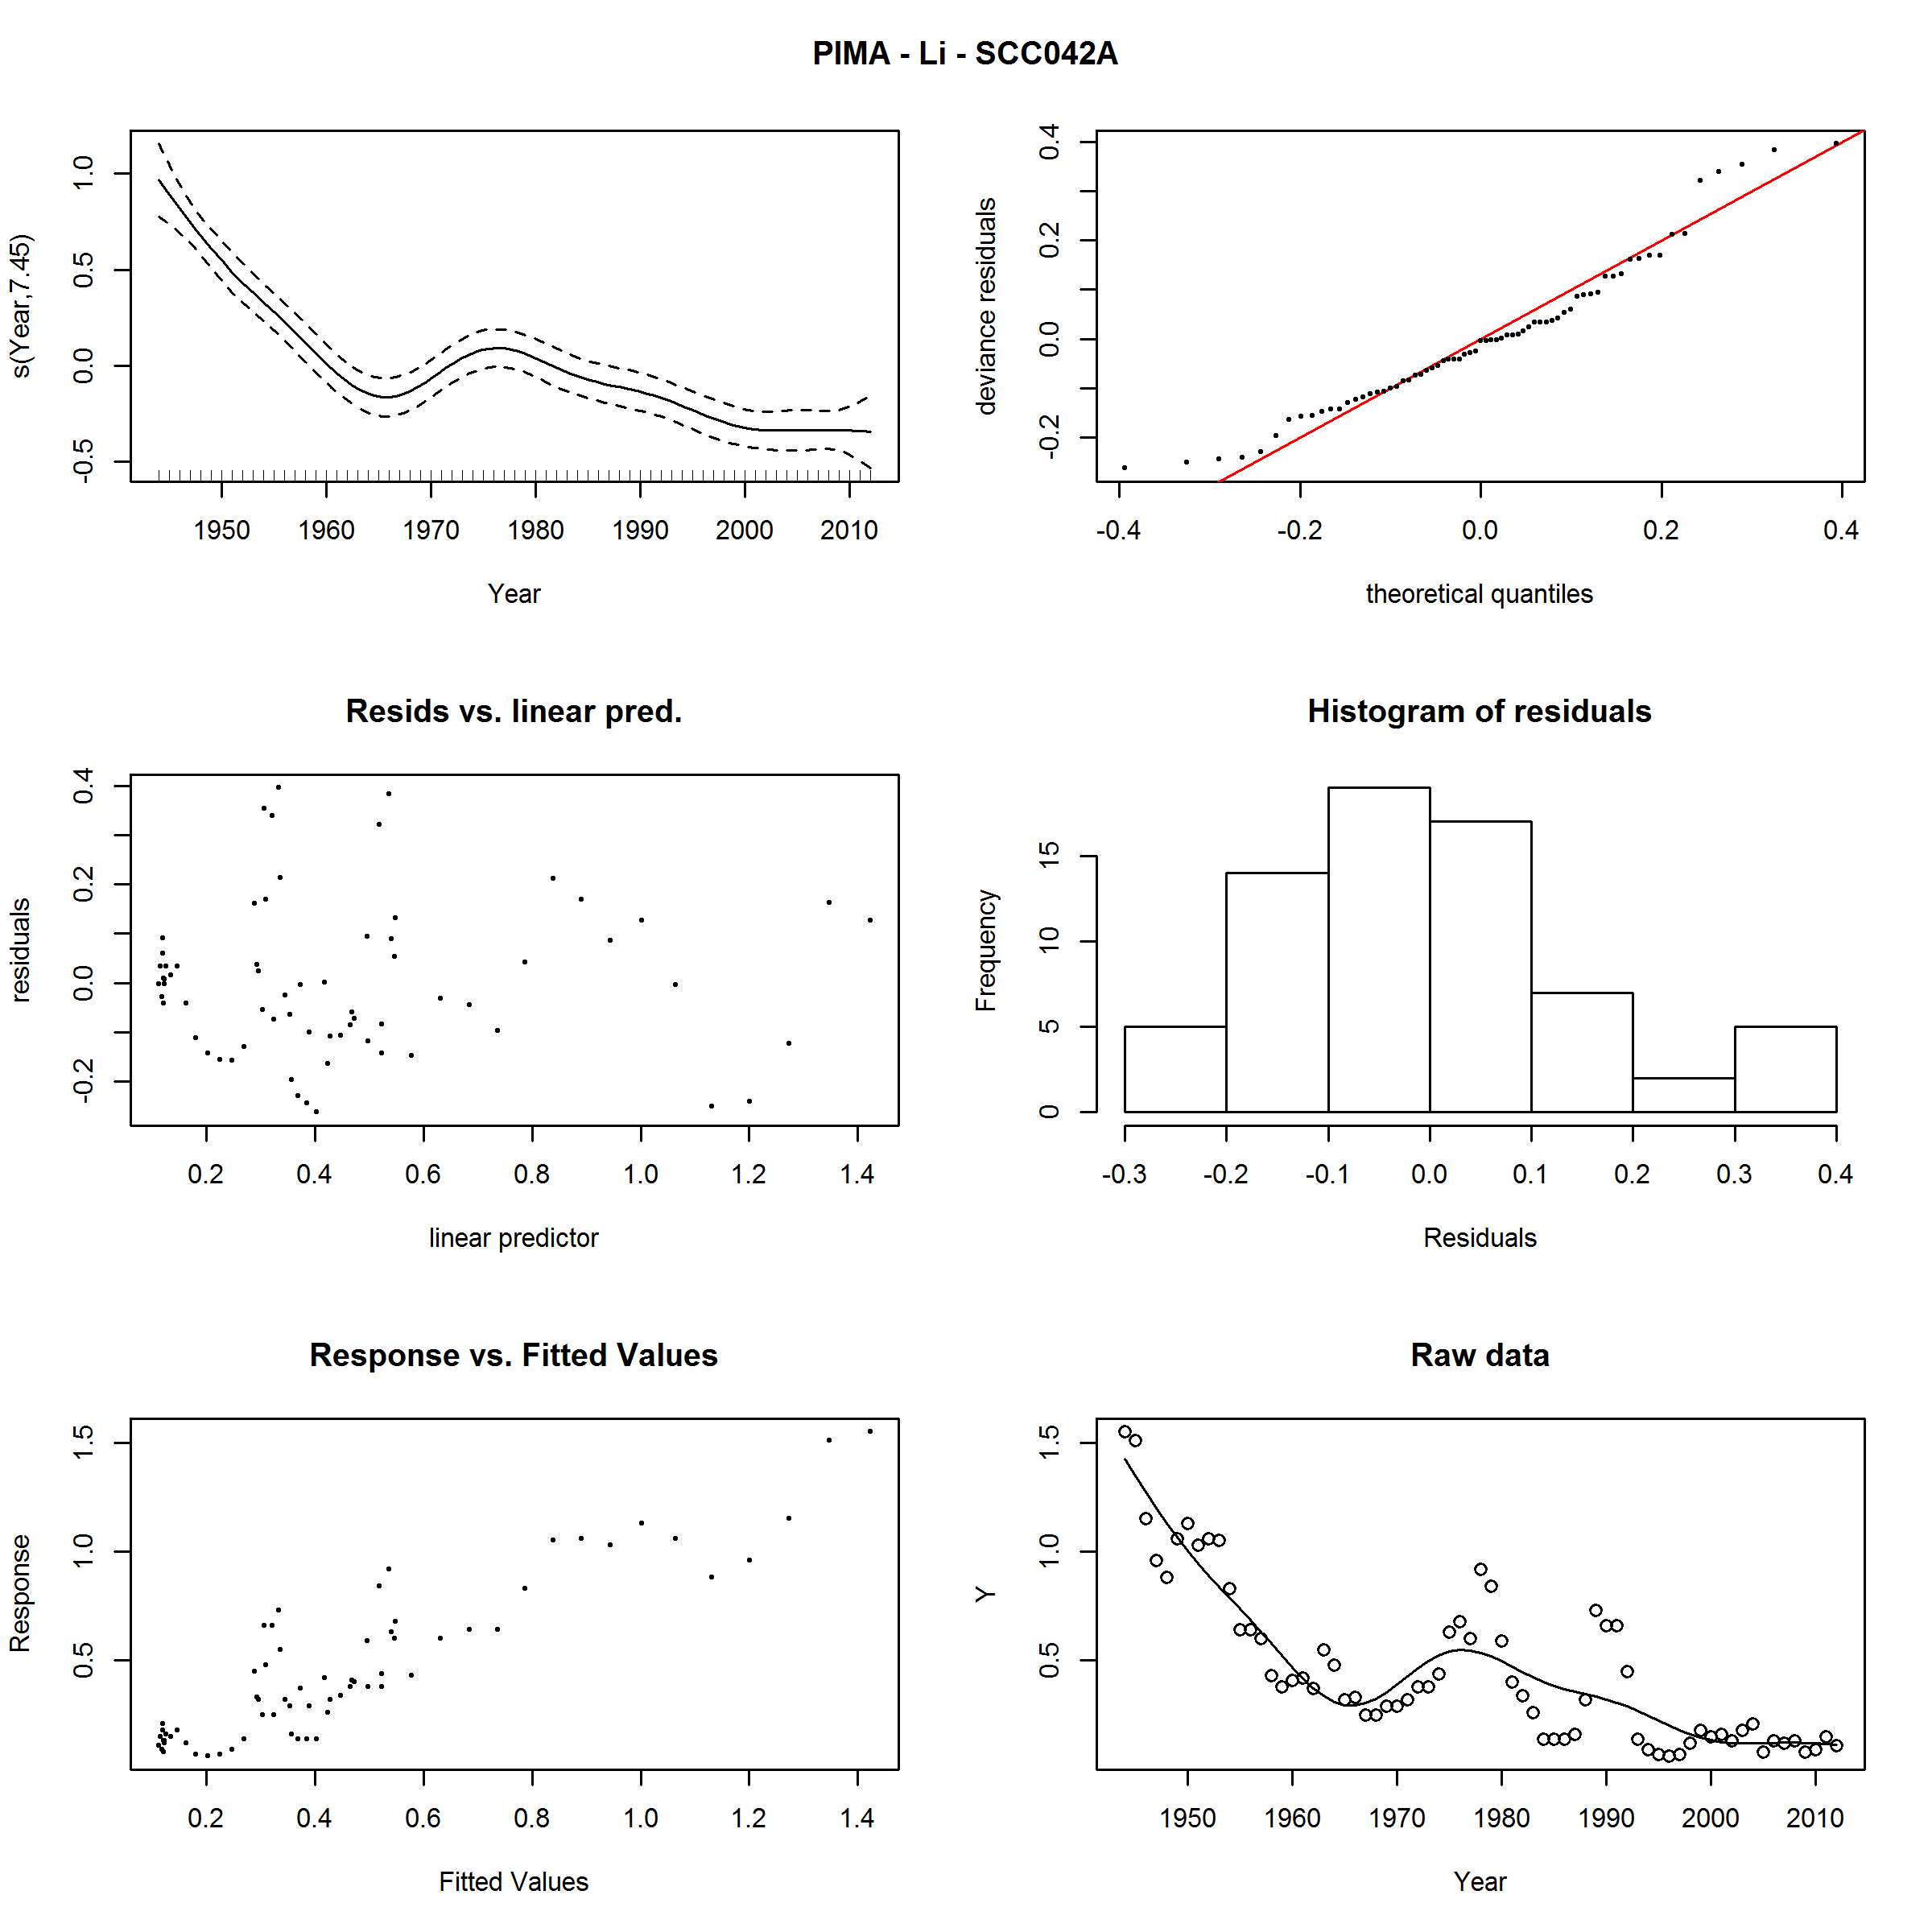 PIMA - Li - SCC042A
s(Year,7.45)
-0.5 0.0 0.5 1.0
1950 1960 1970 1980 1990 2000 2010
Year
deviance residuals
-0.2 0.0 0.2 0.4
-0.4 -0.2 0.0 0.2 0.4
theoretical quantiles
Resids vs. linear pred.
residuals
-0.2 0.0 0.2 0.4
0.2 0.4 0.6 0.8 1.0 1.2 1.4
linear predictor
Histogram of residuals
Frequency
0 5 10 15
-0.3 -0.2 -0.1 0.0 0.1 0.2 0.3 0.4
Residuals
Response vs. Fitted Values
Response
0.5 1.0 1.5
0.2 0.4 0.6 0.8 1.0 1.2 1.4
Fitted Values
Raw data
Y
0.5 1.0 1.5
1950 1960 1970 1980 1990 2000 2010
Year